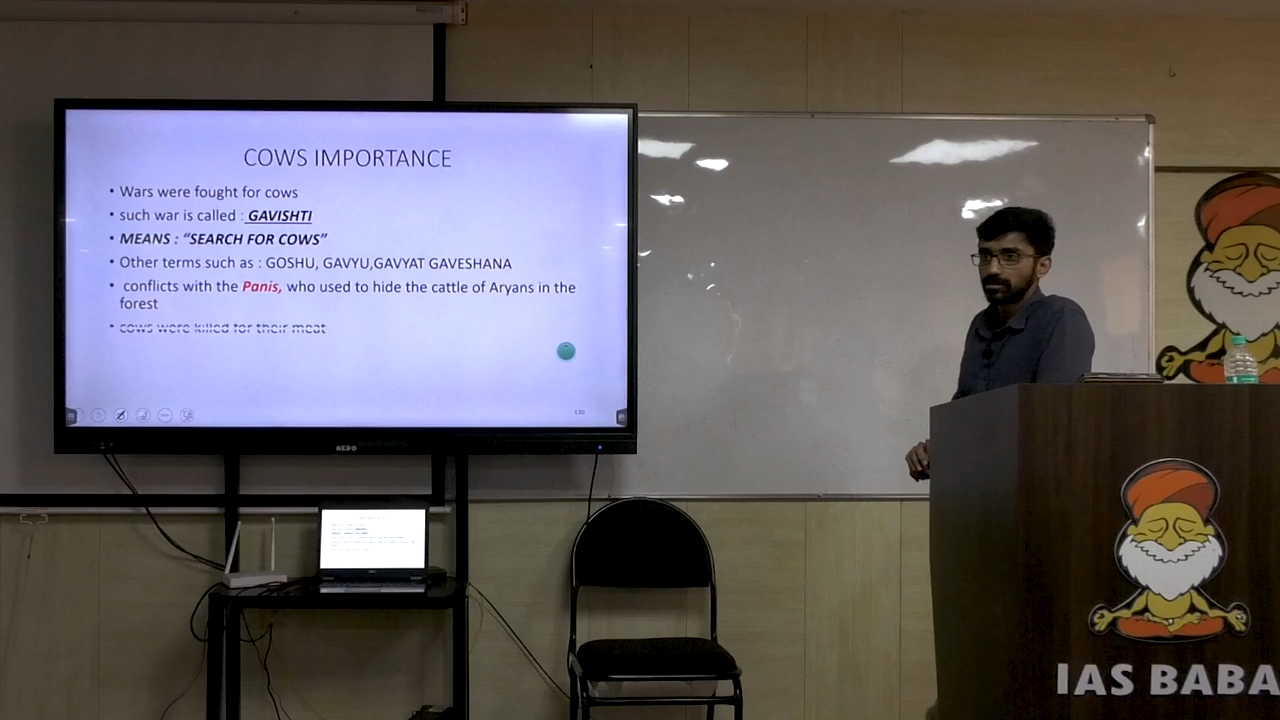 COWS IMPORTANCE
• Wars were fought for cows
• such war is called : GAVISHTI
• MEANS : “SEARCH FOR COWS”
• Other terms such as : GOSHU, GAVYU,GAVYAT GAVESHANA
• conflicts with the Panis, who used to hide the cattle of Aryans in the
forest
• cows were killed for their meat
130
IAS BABA